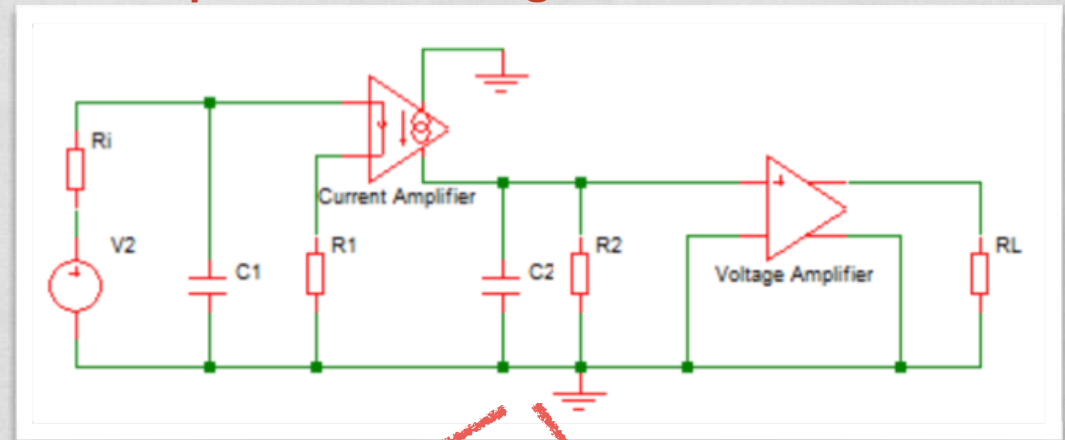 Ri
Current Amplifier
V2
R1
R2
RL
C1
C2
Voltage Amplifier